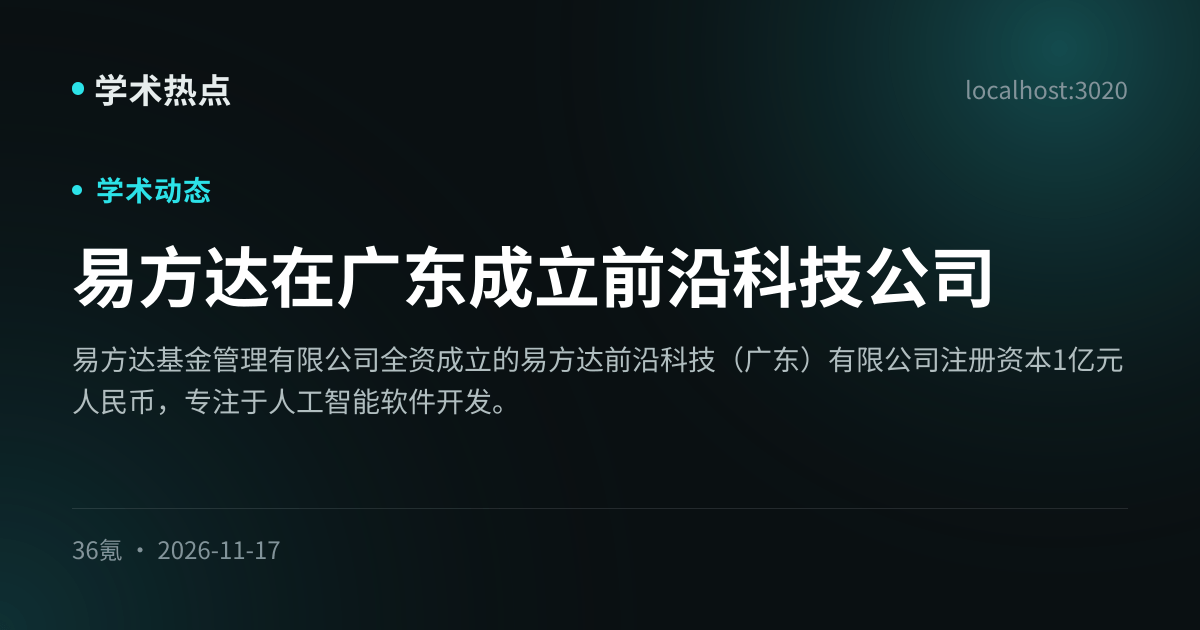 学术热点
localhost:3020
学术动态
易方达在广东成立前沿科技公司
易方达基金管理有限公司全资成立的易方达前沿科技（广东）有限公司注册资本1亿元
人民币，专注于人工智能软件开发。
36氪 · 2026-11-17